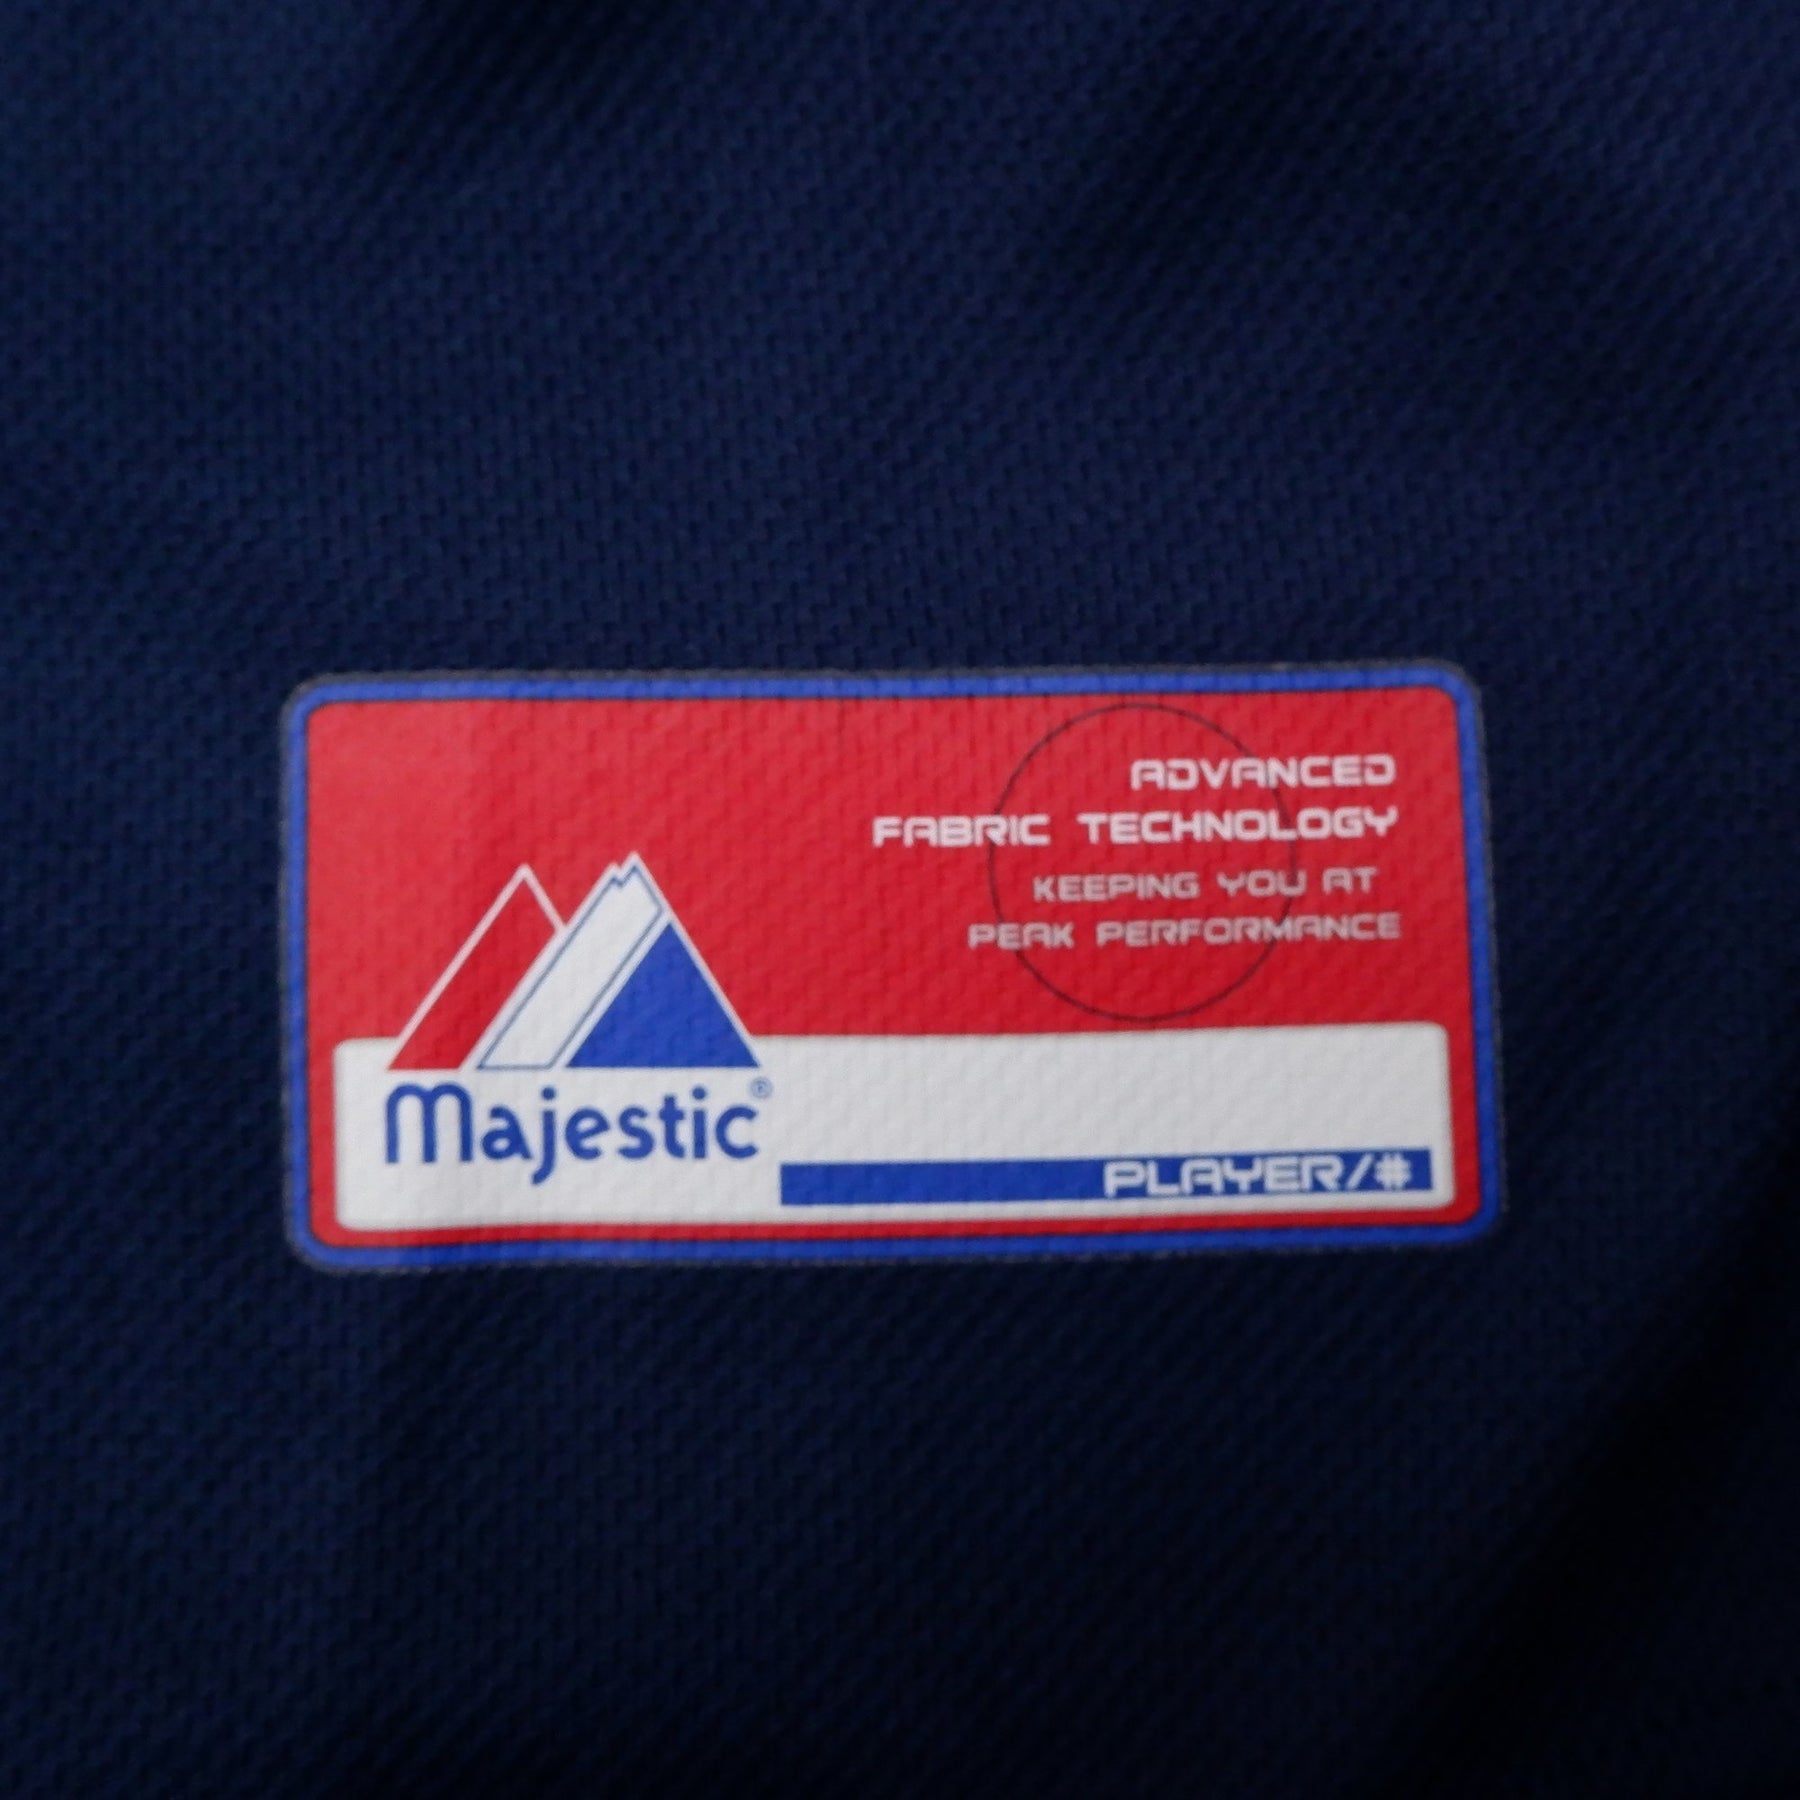 ADVANCED
FABRIC TECHNOLOGY
KEEPING YOU AT
PEAK PERFORMANCE
Majestic®
PLAYER/#